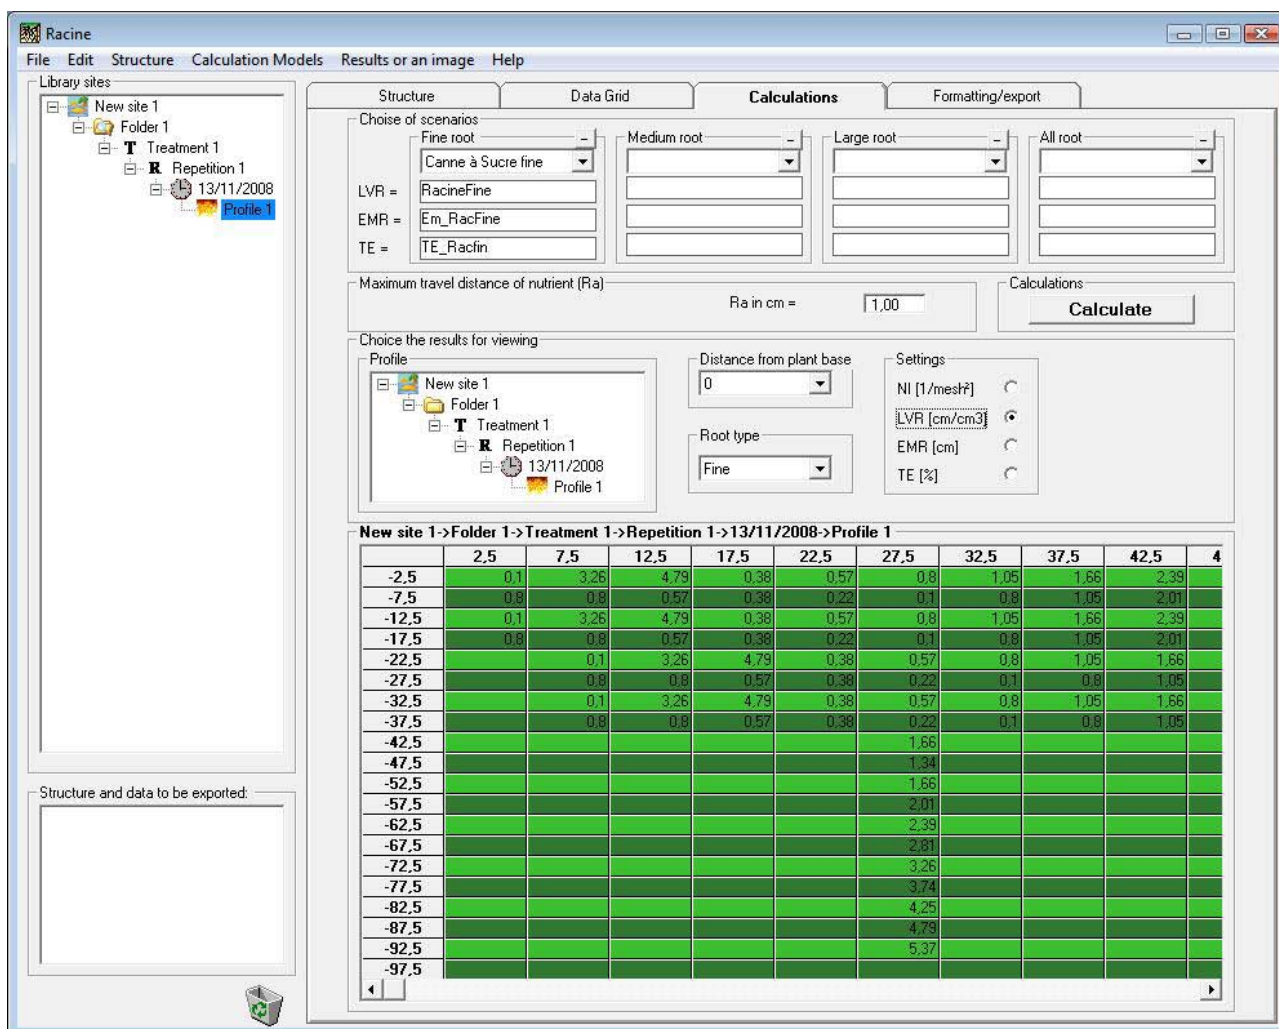 Racine
File Edit Structure Calculation Models Results or an image Help
Library sites
New site 1
Folder 1
T Treatment 1
R Repetition 1
13/11/2008
Profile 1
Structure and data to be exported:
Structure Data Grid Calculations Formatting/export
Choise of scenarios
Fine root - Medium root - Large root - All root -
Canne à Sucre fine
LVR = RacineFine
EMR = Em_RacFine
TE = TE_Racfin
Maximum travel distance of nutrient (Ra)
Ra in cm = 1,00
Calculations
Calculate
Choice the results for viewing
Profile
New site 1
Folder 1
T Treatment 1
R Repetition 1
13/11/2008
Profile 1
Distance from plant base
0
Root type
Fine
Settings
NI [1/mesh²]
LVR [cm/cm3]
EMR [cm]
TE [%]
New site 1->Folder 1->Treatment 1->Repetition 1->13/11/2008->Profile 1
2,5 7,5 12,5 17,5 22,5 27,5 32,5 37,5 42,5 4
-2,5 0,1 3,26 4,79 0,38 0,57 0,8 1,05 1,66 2,39
-7,5 0,8 0,8 0,57 0,38 0,22 0,1 0,8 1,05 2,01
-12,5 0,1 3,26 4,79 0,38 0,57 0,8 1,05 1,66 2,39
-17,5 0,8 0,8 0,57 0,38 0,22 0,1 0,8 1,05 2,01
-22,5 0,1 3,26 4,79 0,38 0,57 0,8 1,05 1,66
-27,5 0,8 0,8 0,57 0,38 0,22 0,1 0,8 1,05
-32,5 0,1 3,26 4,79 0,38 0,57 0,8 1,05 1,66
-37,5 0,8 0,8 0,57 0,38 0,22 0,1 0,8 1,05
-42,5 1,66
-47,5 1,34
-52,5 1,66
-57,5 2,01
-62,5 2,39
-67,5 2,81
-72,5 3,26
-77,5 3,74
-82,5 4,25
-87,5 4,79
-92,5 5,37
-97,5